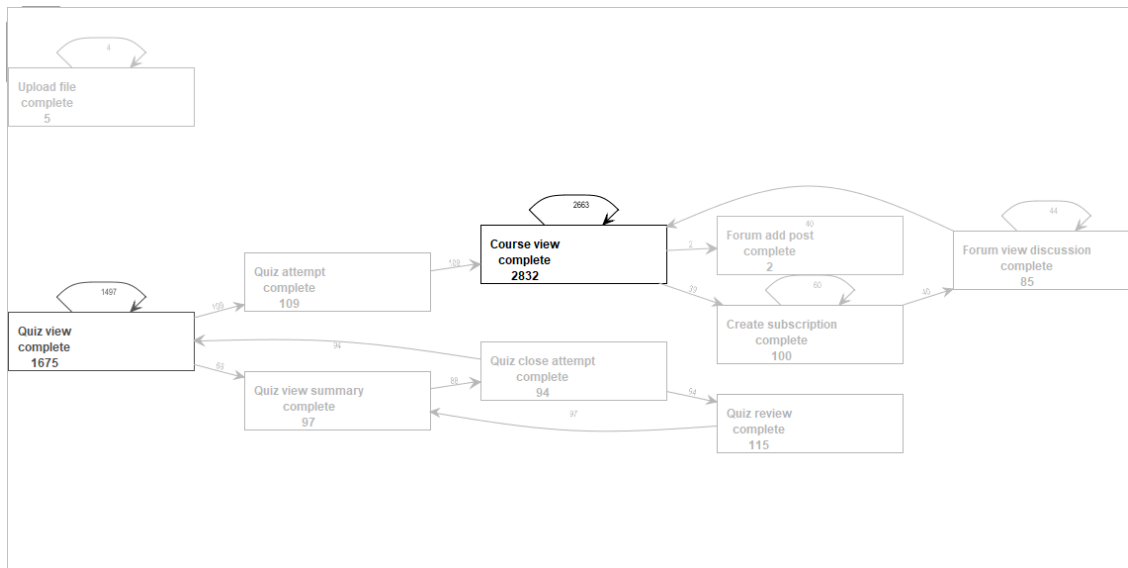 4
Upload file
complete
5
2663
Course view
complete
2832
40
2
Forum add post
complete
2
44
Forum view discussion
complete
85
109
Quiz attempt
complete
109
1497
109
Quiz view
complete
1675
39
60
40
Create subscription
complete
100
94
Quiz close attempt
complete
94
Quiz view summary
complete
97
88
94
Quiz review
complete
115
97